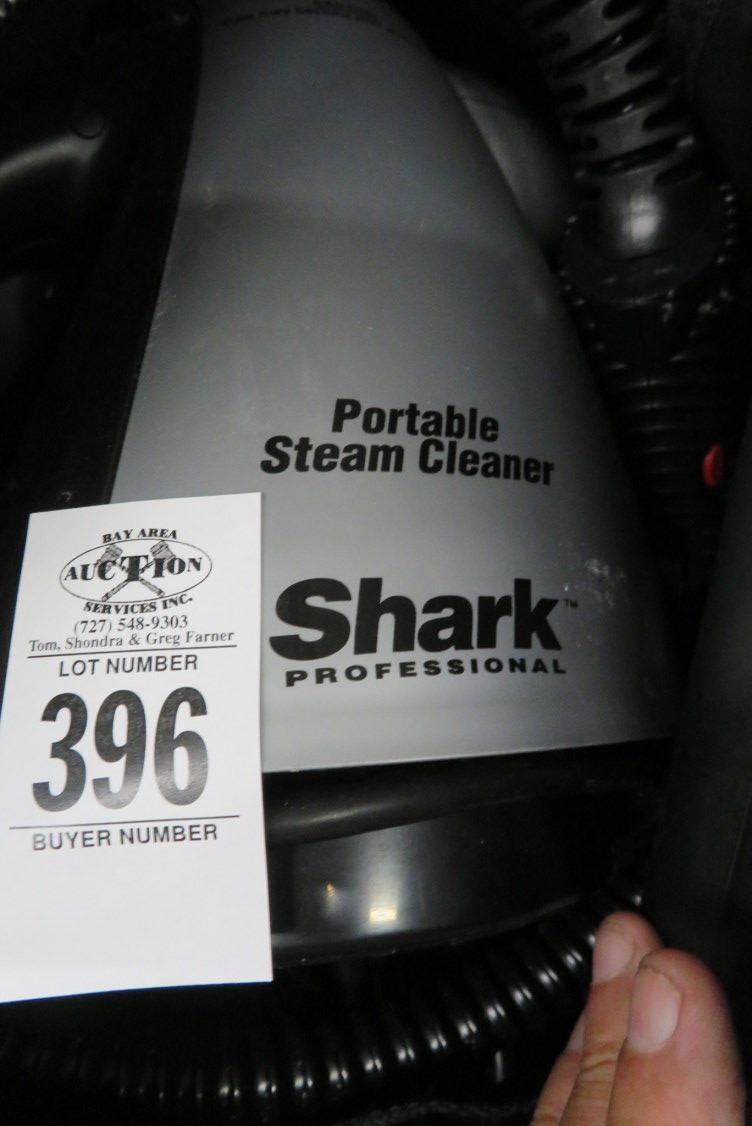 Portable
Steam Cleaner
Shark™
PROFESSIONAL
BAY AREA
AUCTION
SERVICES INC.
(727) 548-9303
Tom, Shondra & Greg Farner
LOT NUMBER
396
BUYER NUMBER